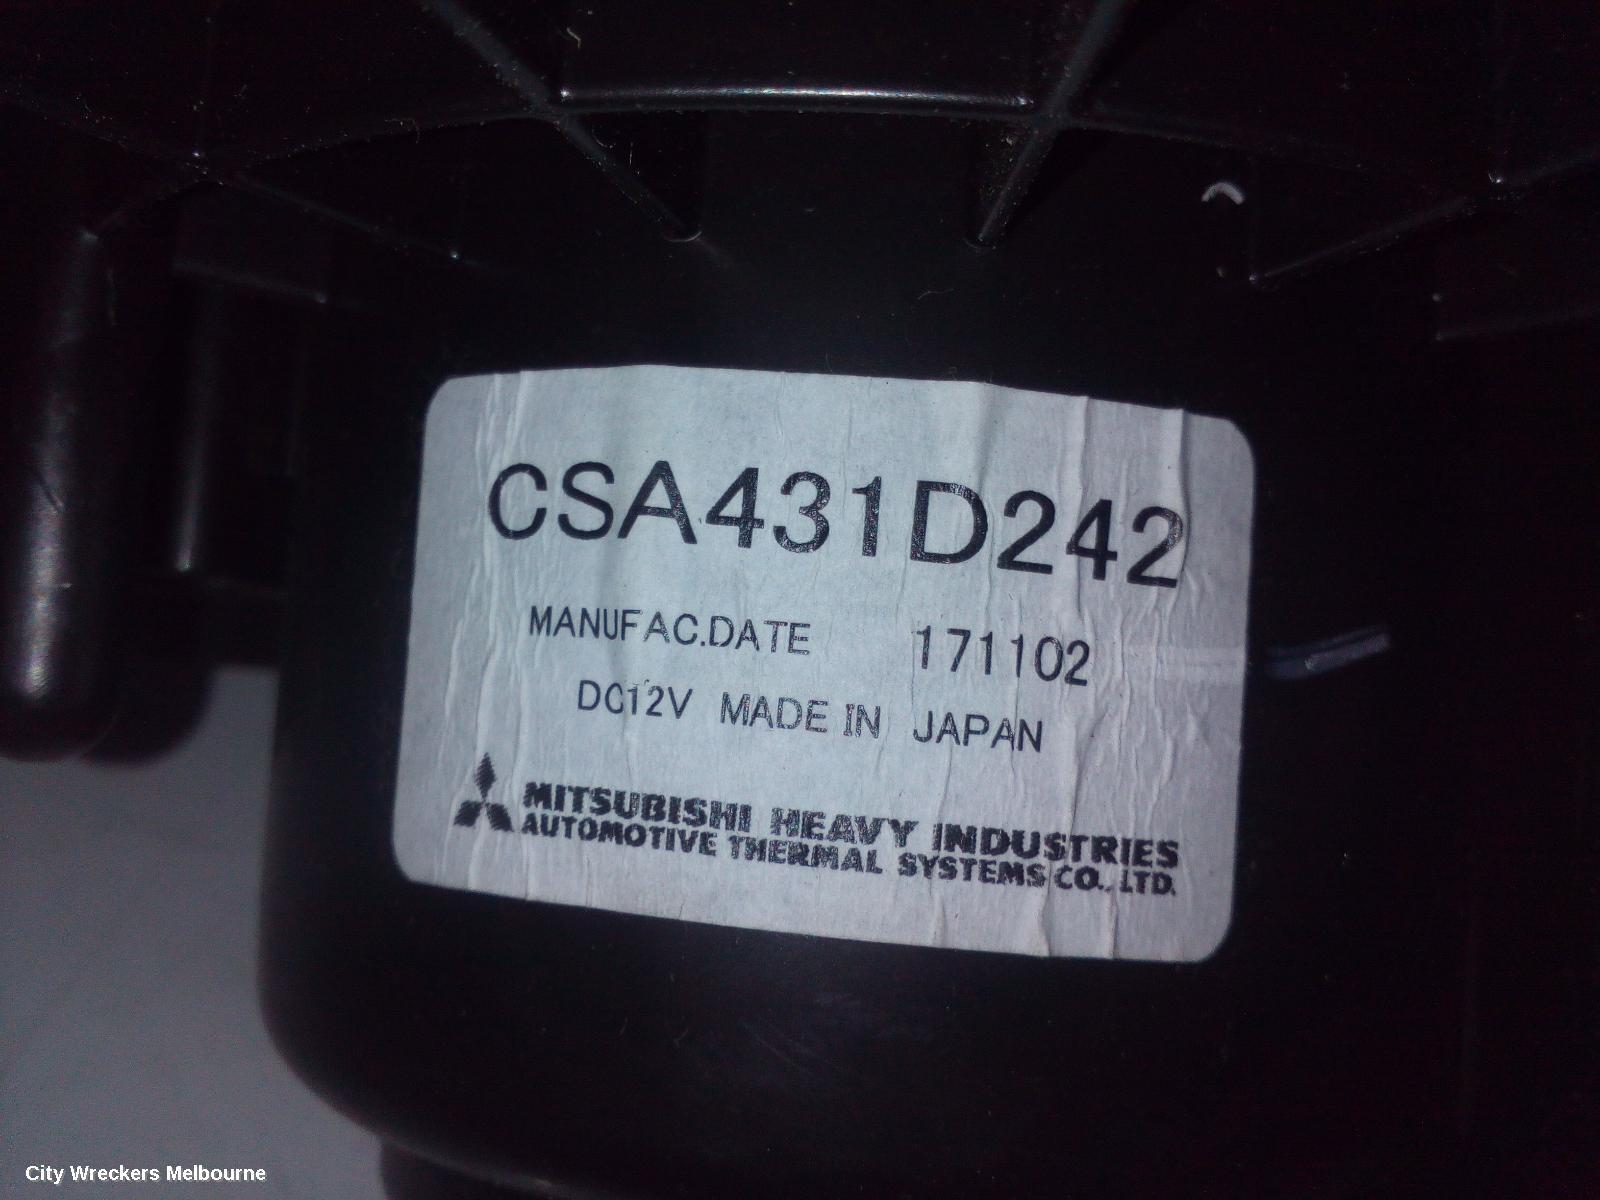 CSA431D242
MANUFAC.DATE 171102
DC12V MADE IN JAPAN
MITSUBISHI HEAVY INDUSTRIES
AUTOMOTIVE THERMAL SYSTEMS CO.,LTD.
City Wreckers Melbourne